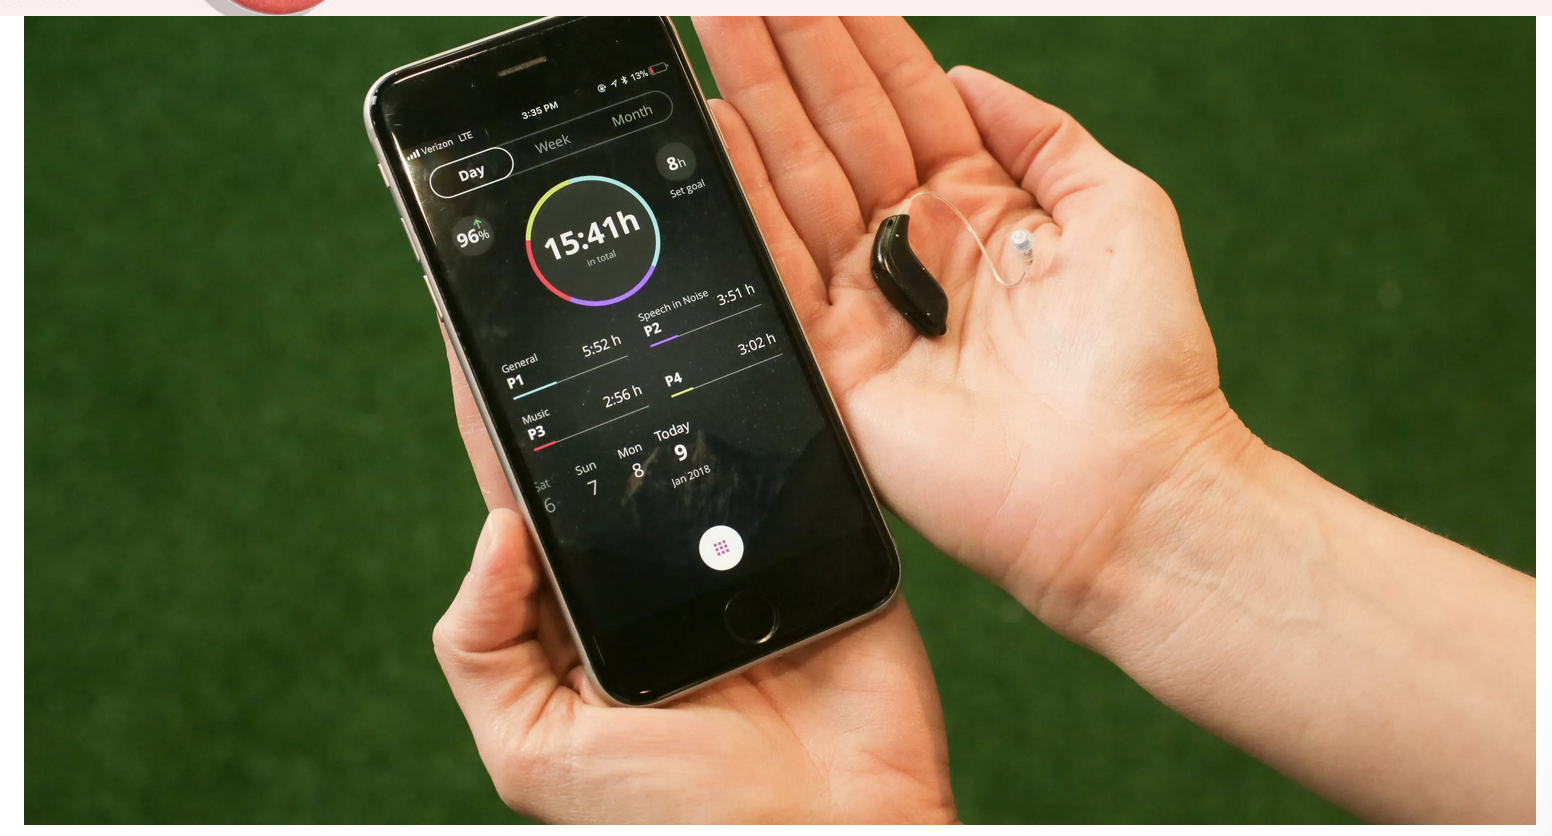 Verizon LTE 3:35 PM 13%
Day Week Month
96%
15:41h
in total
8h
Set goal
General
P1 5:52 h
Speech in Noise
P2 3:51 h
Music
P3 2:56 h
P4 3:02 h
Sat Sun Mon Today
6 7 8 9
Jan 2018